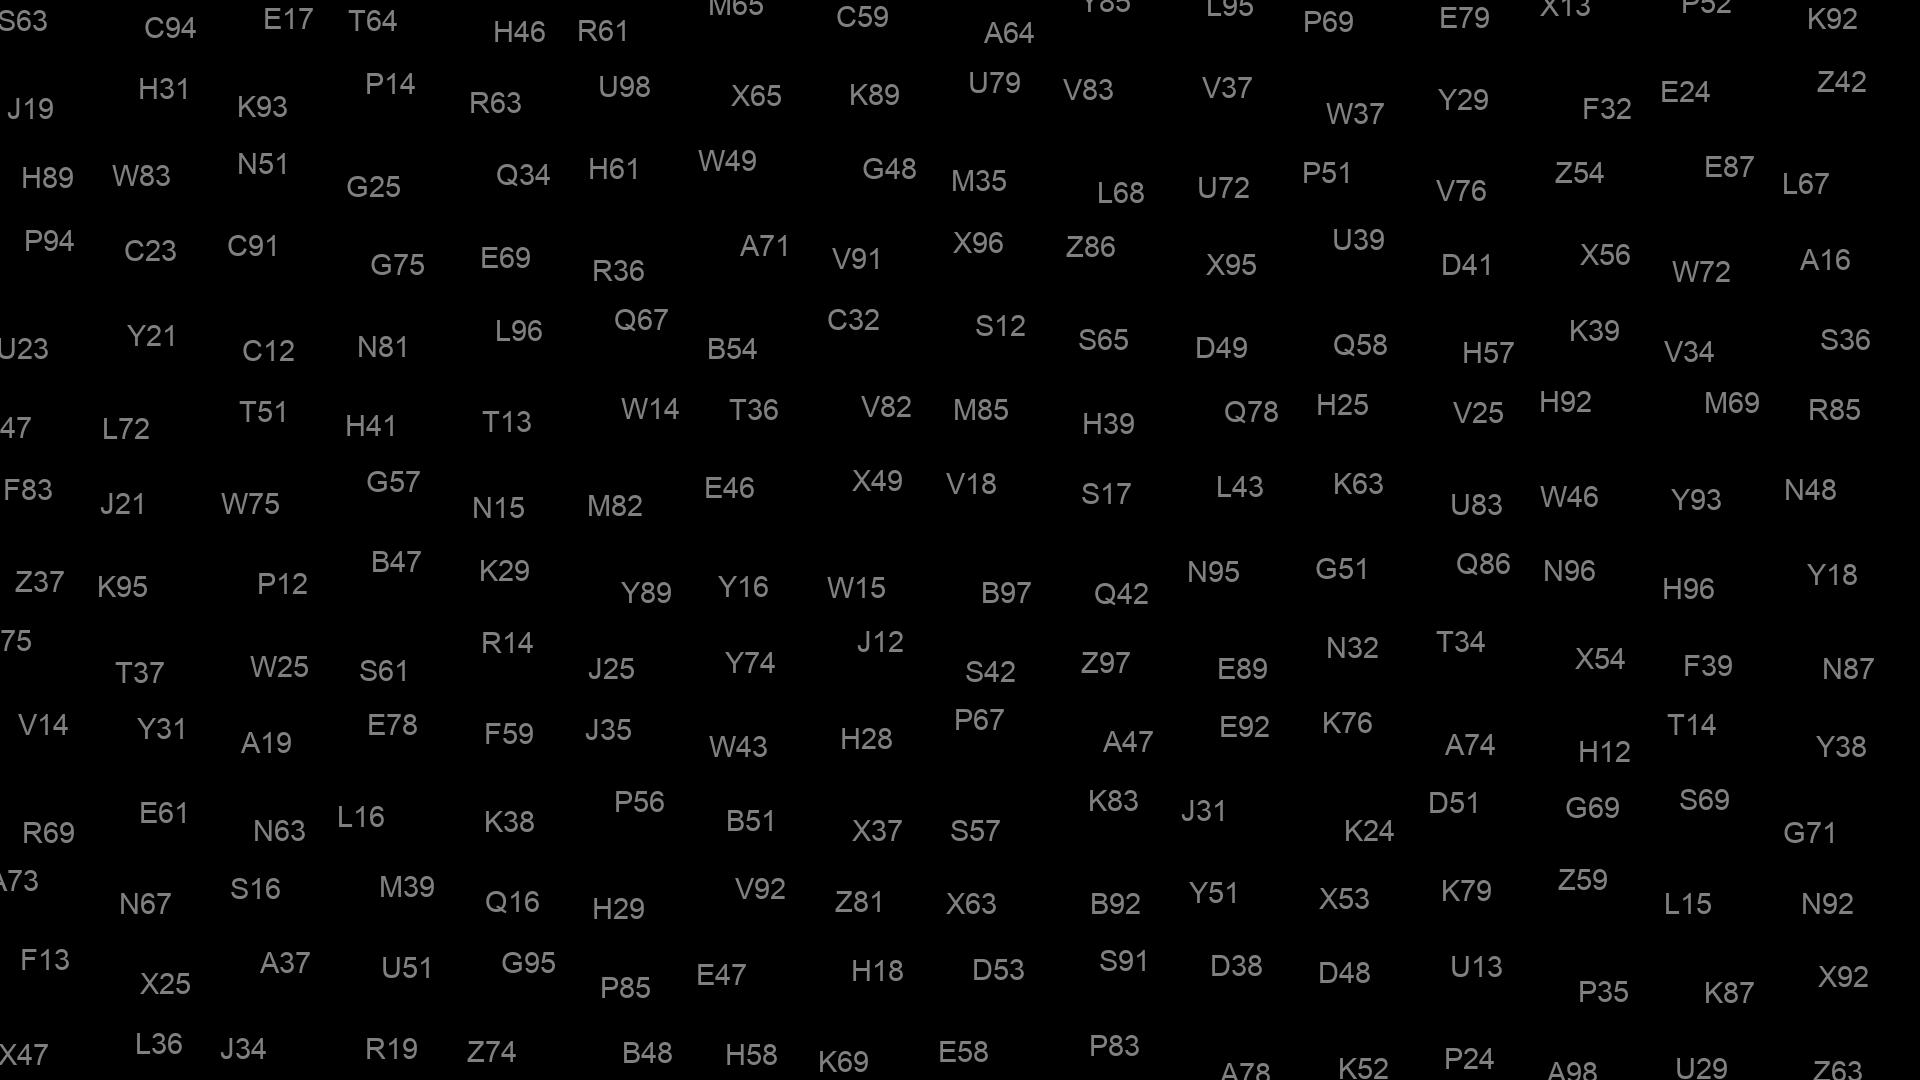 S63 C94 E17 T64 H46 R61 M65 C59 A64 Y85 L95 P69 E79 X13 P52 K92
J19 H31 K93 P14 R63 U98 X65 K89 U79 V83 V37 W37 Y29 F32 E24 Z42
H89 W83 N51 G25 Q34 H61 W49 G48 M35 L68 U72 P51 V76 Z54 E87 L67
P94 C23 C91 G75 E69 R36 A71 V91 X96 Z86 X95 U39 D41 X56 W72 A16
U23 Y21 C12 N81 L96 Q67 B54 C32 S12 S65 D49 Q58 H57 K39 V34 S36
47 L72 T51 H41 T13 W14 T36 V82 M85 H39 Q78 H25 V25 H92 M69 R85
F83 J21 W75 G57 N15 M82 E46 X49 V18 S17 L43 K63 U83 W46 Y93 N48
Z37 K95 P12 B47 K29 Y89 Y16 W15 B97 Q42 N95 G51 Q86 N96 H96 Y18
75 T37 W25 S61 R14 J25 Y74 J12 S42 Z97 E89 N32 T34 X54 F39 N87
V14 Y31 A19 E78 F59 J35 W43 H28 P67 A47 E92 K76 A74 H12 T14 Y38
R69 E61 N63 L16 K38 P56 B51 X37 S57 K83 J31 K24 D51 G69 S69 G71
A73 N67 S16 M39 Q16 H29 V92 Z81 X63 B92 Y51 X53 K79 Z59 L15 N92
F13 X25 A37 U51 G95 P85 E47 H18 D53 S91 D38 D48 U13 P35 K87 X92
X47 L36 J34 R19 Z74 B48 H58 K69 E58 P83 A78 K52 P24 A98 U29 Z63